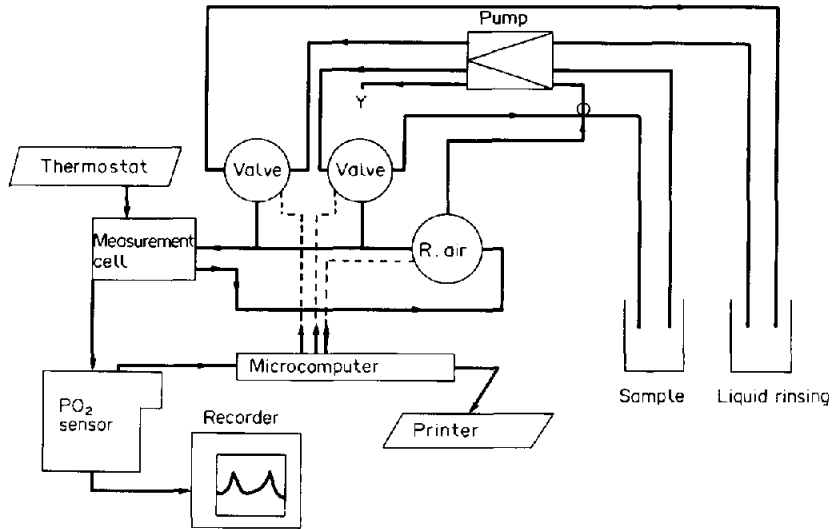 Pump
Y
Thermostat
Valve
Valve
Measurement
cell
R. air
Microcomputer
PO₂
sensor
Recorder
Printer
Sample
Liquid rinsing